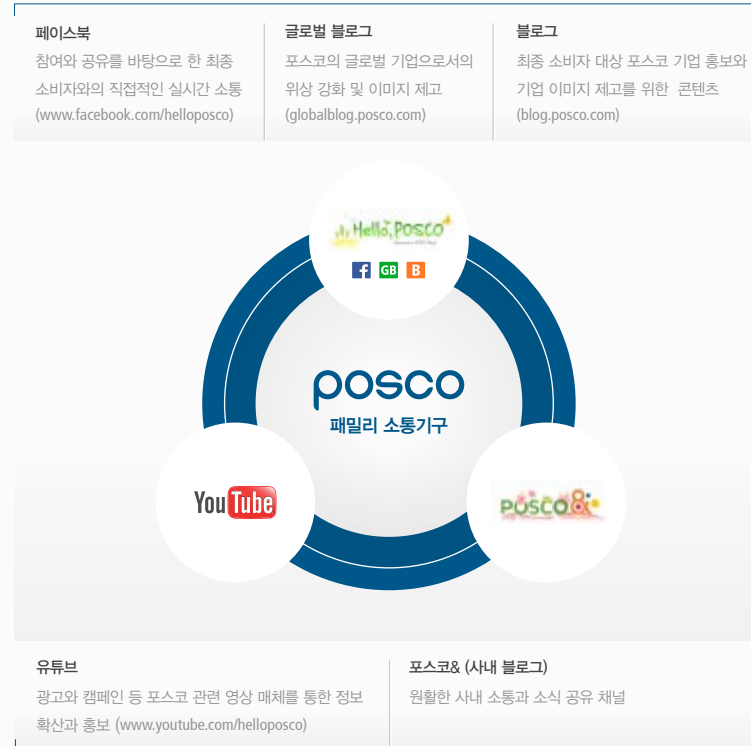 페이스북
참여와 공유를 바탕으로 한 최종
소비자와의 직접적인 실시간 소통
(www.facebook.com/helloposco)
글로벌 블로그
포스코의 글로벌 기업으로서의
위상 강화 및 이미지 제고
(globalblog.posco.com)
블로그
최종 소비자 대상 포스코 기업 홍보와
기업 이미지 제고를 위한 콘텐츠
(blog.posco.com)
Hello, POSCO
f GB B
posco
패밀리 소통기구
YouTube
POSCO&
유튜브
광고와 캠페인 등 포스코 관련 영상 매체를 통한 정보
확산과 홍보 (www.youtube.com/helloposco)
포스코& (사내 블로그)
원활한 사내 소통과 소식 공유 채널